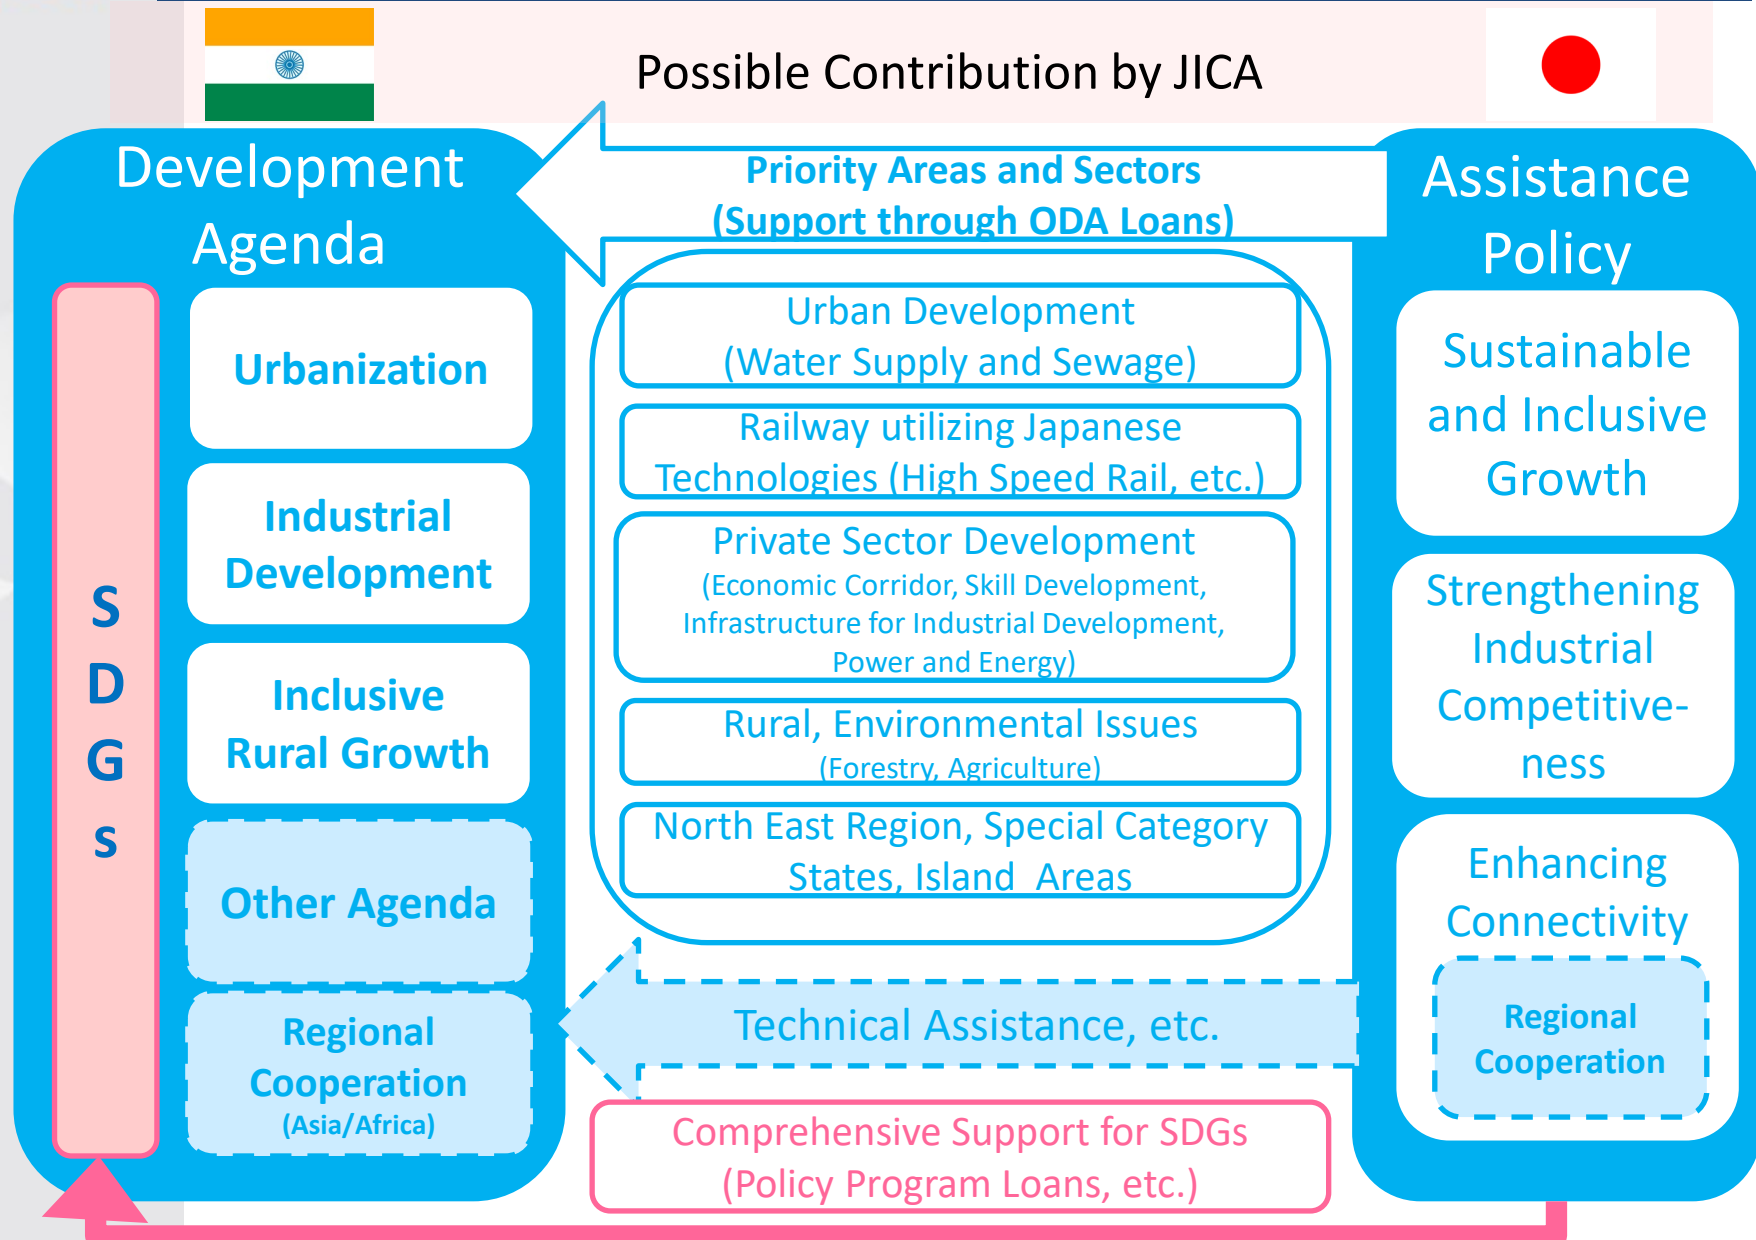 Possible Contribution by JICA
Development
Agenda
S
D
G
s
Urbanization
Industrial
Development
Inclusive
Rural Growth
Other Agenda
Regional
Cooperation
(Asia/Africa)
Priority Areas and Sectors
(Support through ODA Loans)
Urban Development
(Water Supply and Sewage)
Railway utilizing Japanese
Technologies (High Speed Rail, etc.)
Private Sector Development
(Economic Corridor, Skill Development,
Infrastructure for Industrial Development,
Power and Energy)
Rural, Environmental Issues
(Forestry, Agriculture)
North East Region, Special Category
States, Island Areas
Technical Assistance, etc.
Comprehensive Support for SDGs
(Policy Program Loans, etc.)
Assistance
Policy
Sustainable
and Inclusive
Growth
Strengthening
Industrial
Competitive-
ness
Enhancing
Connectivity
Regional
Cooperation